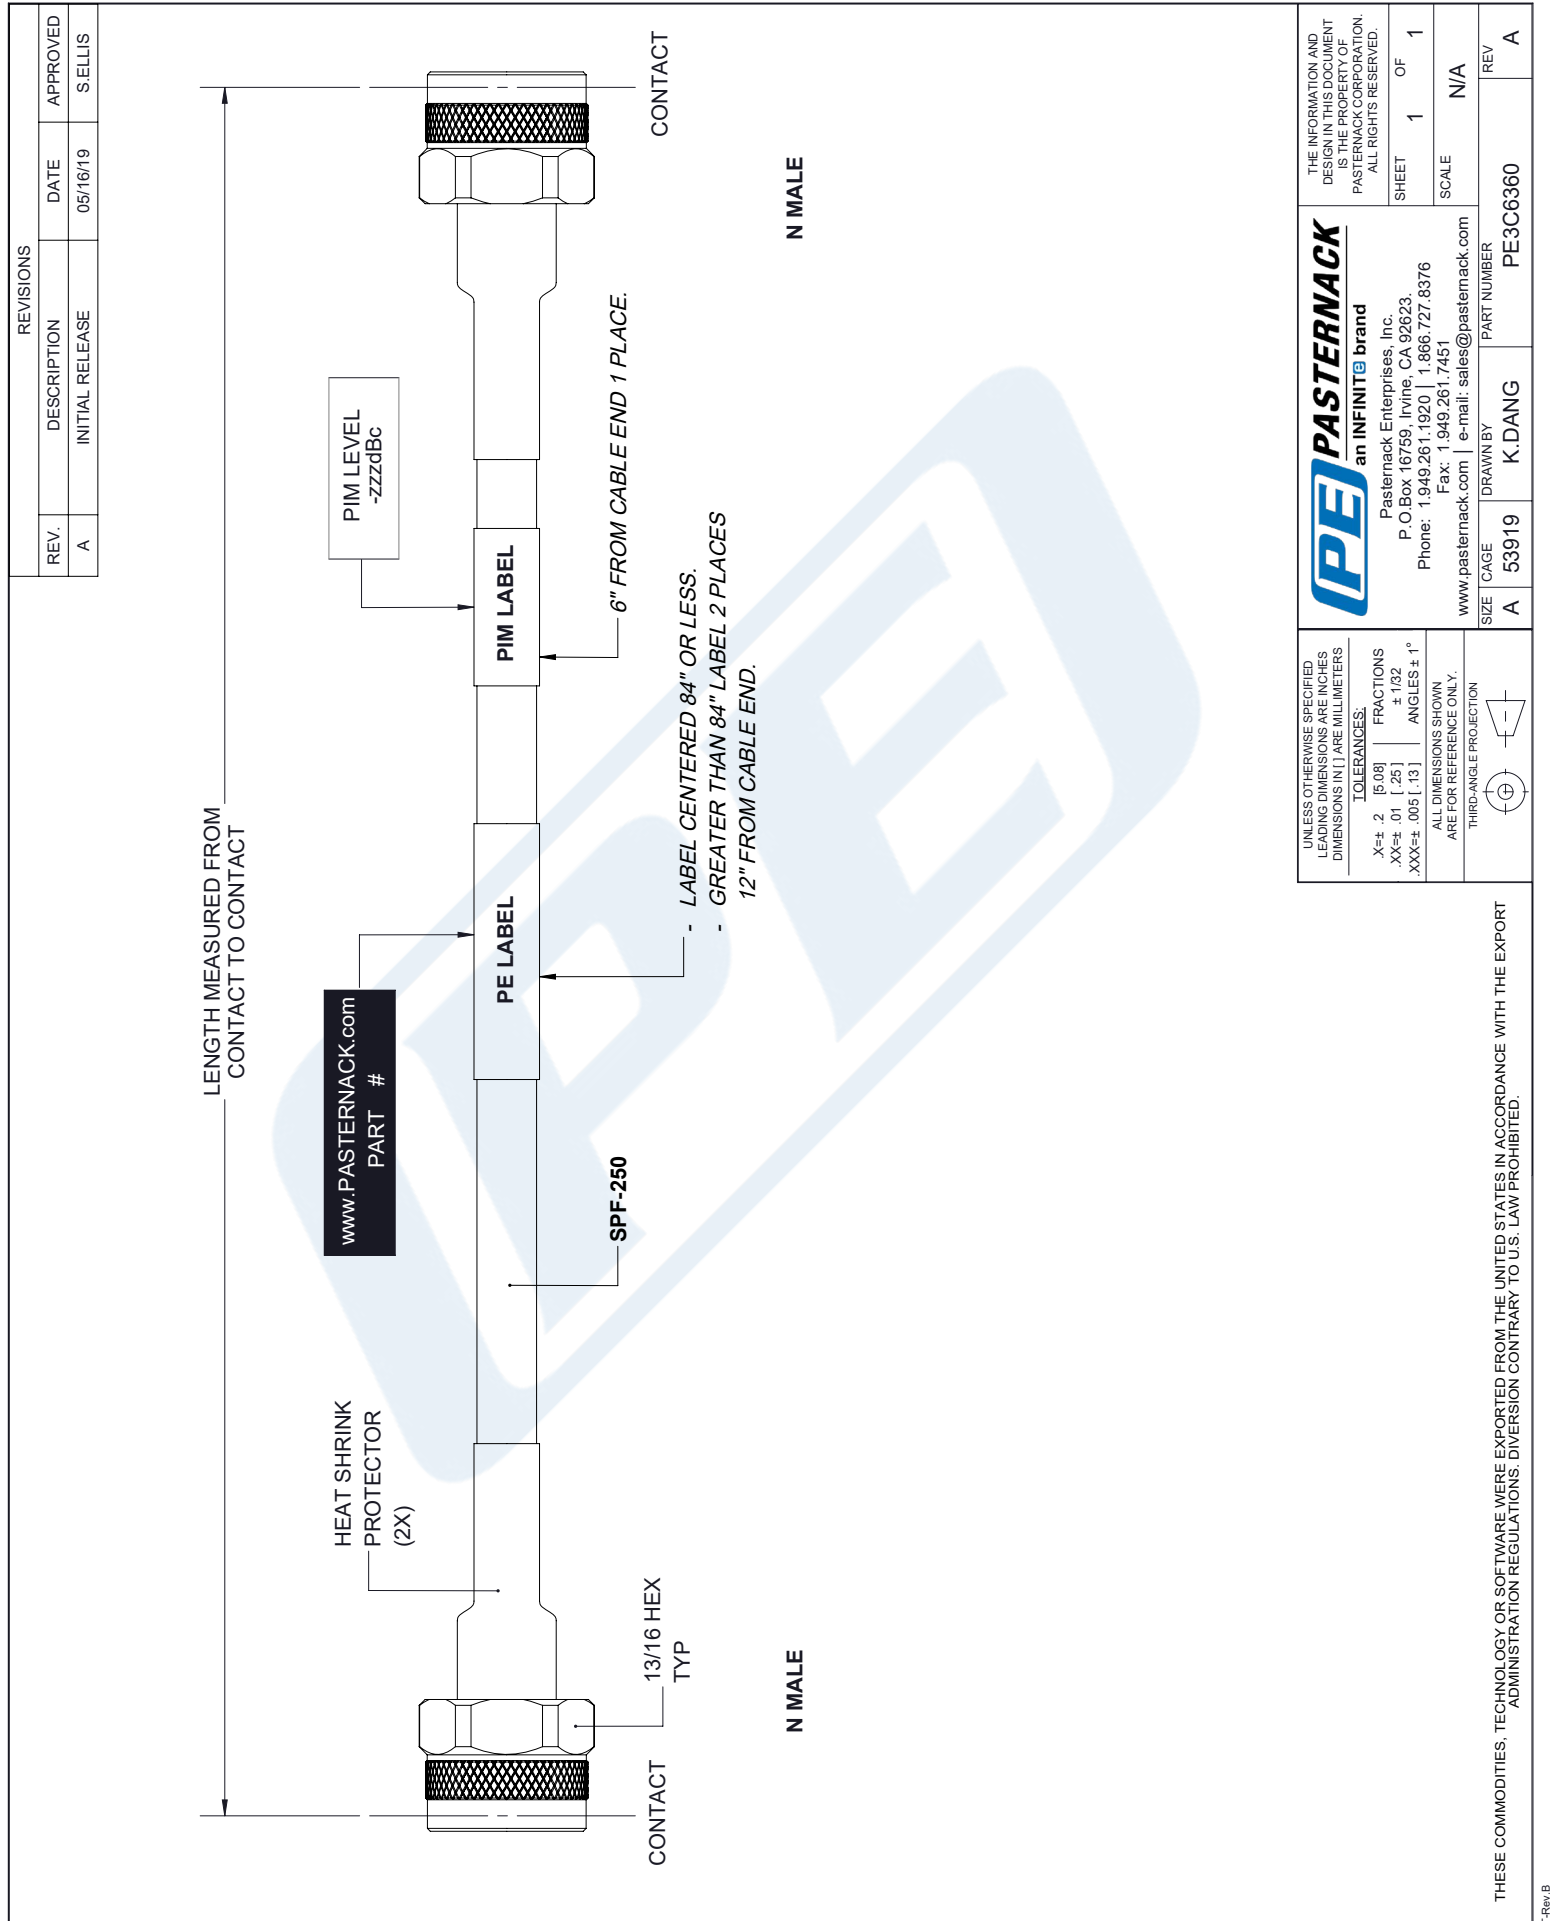 REVISIONS
REV.	DESCRIPTION	DATE	APPROVED
A	INITIAL RELEASE	05/16/19	S.ELLIS
LENGTH MEASURED FROM
CONTACT TO CONTACT
HEAT SHRINK
PROTECTOR
(2X)
www.PASTERNACK.com
PART #
PIM LEVEL
-zzzdBc
PE LABEL
PIM LABEL
CONTACT
13/16 HEX
TYP
SPF-250
- LABEL CENTERED 84" OR LESS.
- GREATER THAN 84" LABEL 2 PLACES
12" FROM CABLE END.
6" FROM CABLE END 1 PLACE.
CONTACT
N MALE
N MALE
UNLESS OTHERWISE SPECIFIED
LEADING DIMENSIONS ARE INCHES
DIMENSIONS IN [ ] ARE MILLIMETERS
TOLERANCES:
.X=± .2 [5.08] FRACTIONS
.XX=± .01 [ .25 ] ± 1/32
.XXX=± .005 [ .13 ] ANGLES ± 1°
ALL DIMENSIONS SHOWN
ARE FOR REFERENCE ONLY.
THIRD-ANGLE PROJECTION
PE PASTERNACK
an INFINITe brand
Pasternack Enterprises, Inc.
P.O.Box 16759, Irvine, CA 92623.
Phone: 1.949.261.1920 | 1.866.727.8376
Fax: 1.949.261.7451
www.pasternack.com | e-mail: sales@pasternack.com
THE INFORMATION AND
DESIGN IN THIS DOCUMENT
IS THE PROPERTY OF
PASTERNACK CORPORATION.
ALL RIGHTS RESERVED.
SHEET 1 OF 1
SCALE N/A
SIZE	CAGE	DRAWN BY	PART NUMBER	REV
A	53919	K.DANG	PE3C6360	A
THESE COMMODITIES, TECHNOLOGY OR SOFTWARE WERE EXPORTED FROM THE UNITED STATES IN ACCORDANCE WITH THE EXPORT
ADMINISTRATION REGULATIONS. DIVERSION CONTRARY TO U.S. LAW PROHIBITED.
-Rev.B
PE